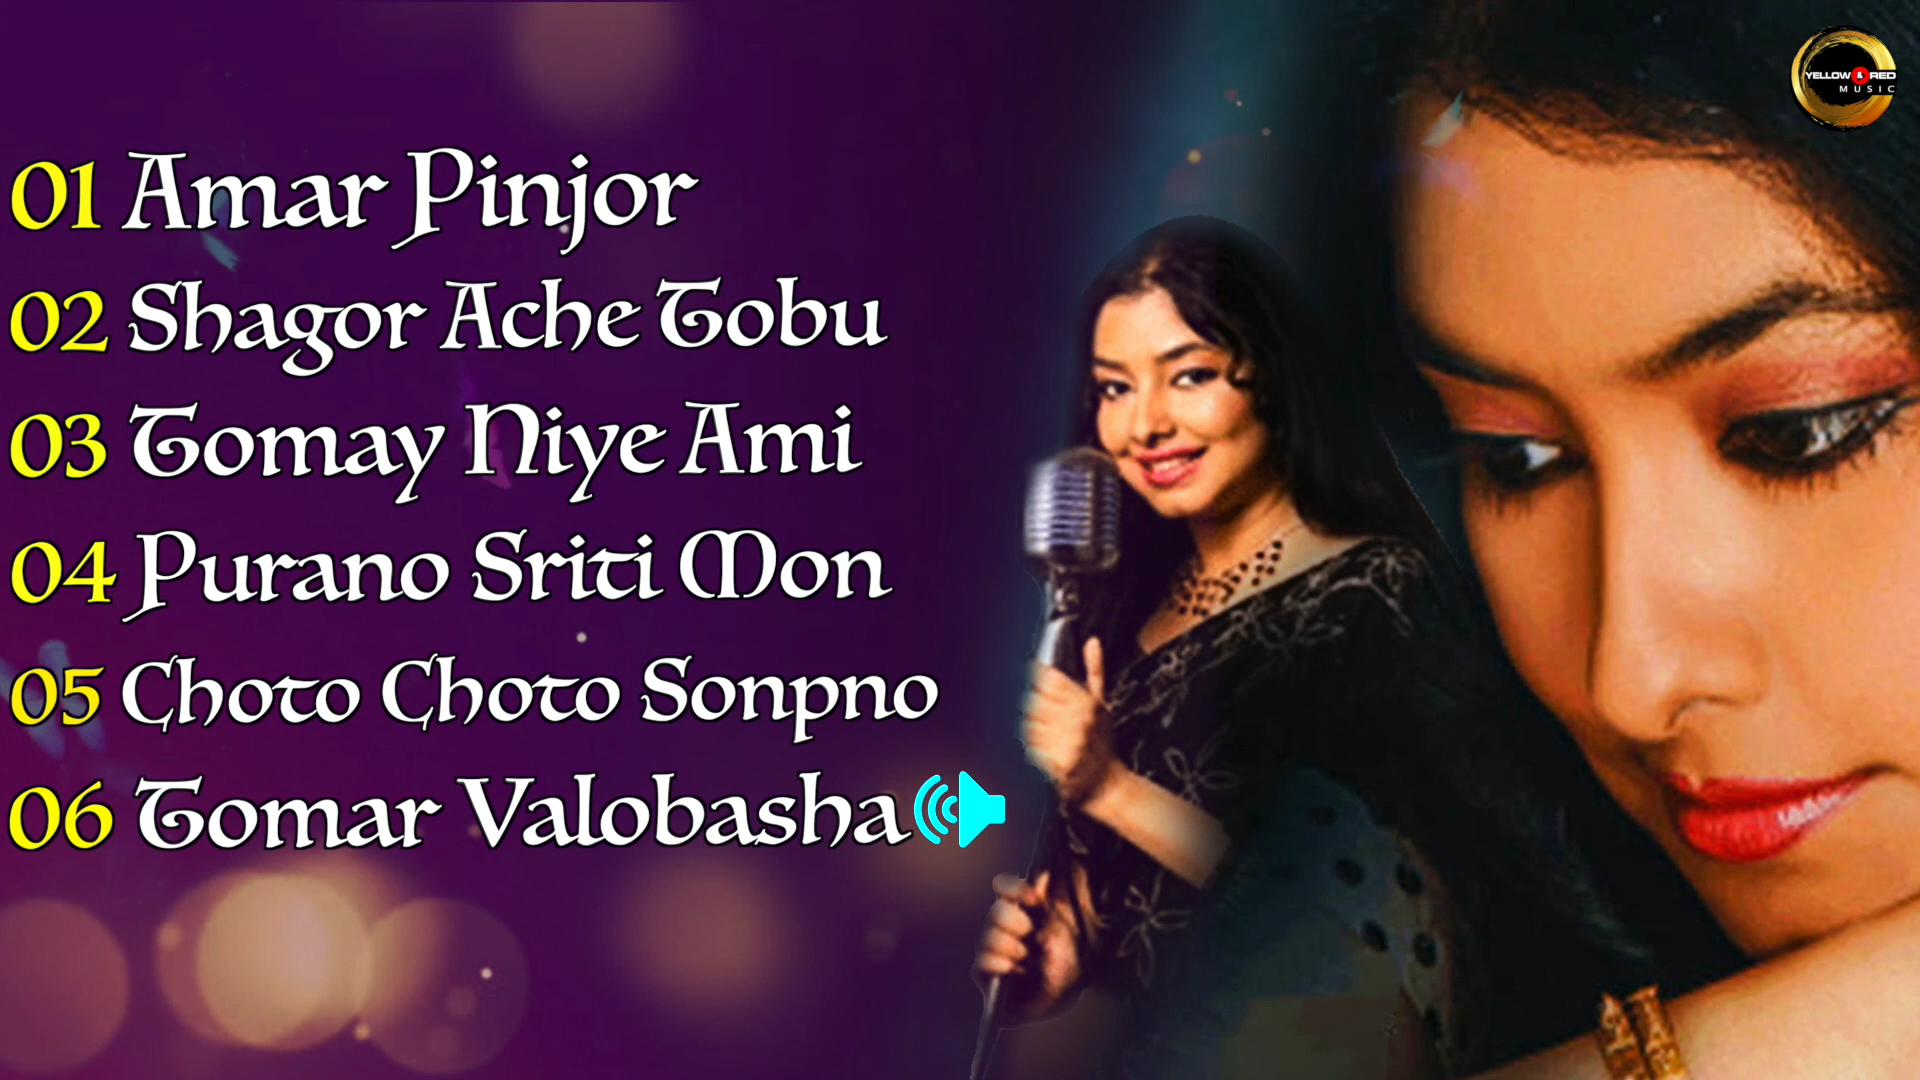 YELLOW & RED
MUSIC
01 Amar Pinjor
02 Shagor Ache Tobu
03 Tomay Niye Ami
04 Purano Sriti Mon
05 Choto Choto Sonpno
06 Tomar Valobasha